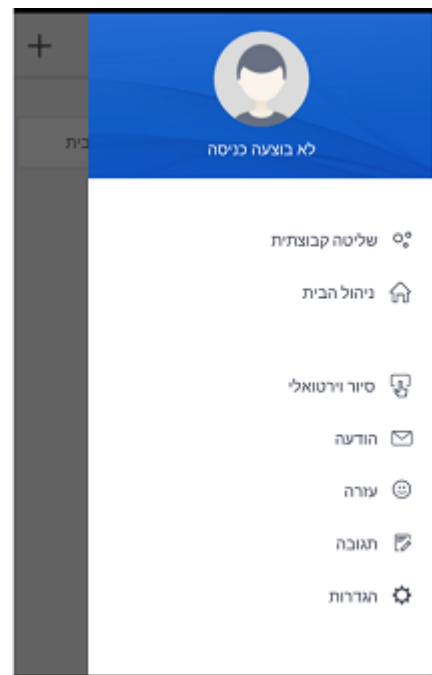 +
בית
לא בוצעה כניסה
שליטה קבוצתית
ניהול הבית
סיור וירטואלי
הודעה
עזרה
תגובה
הגדרות